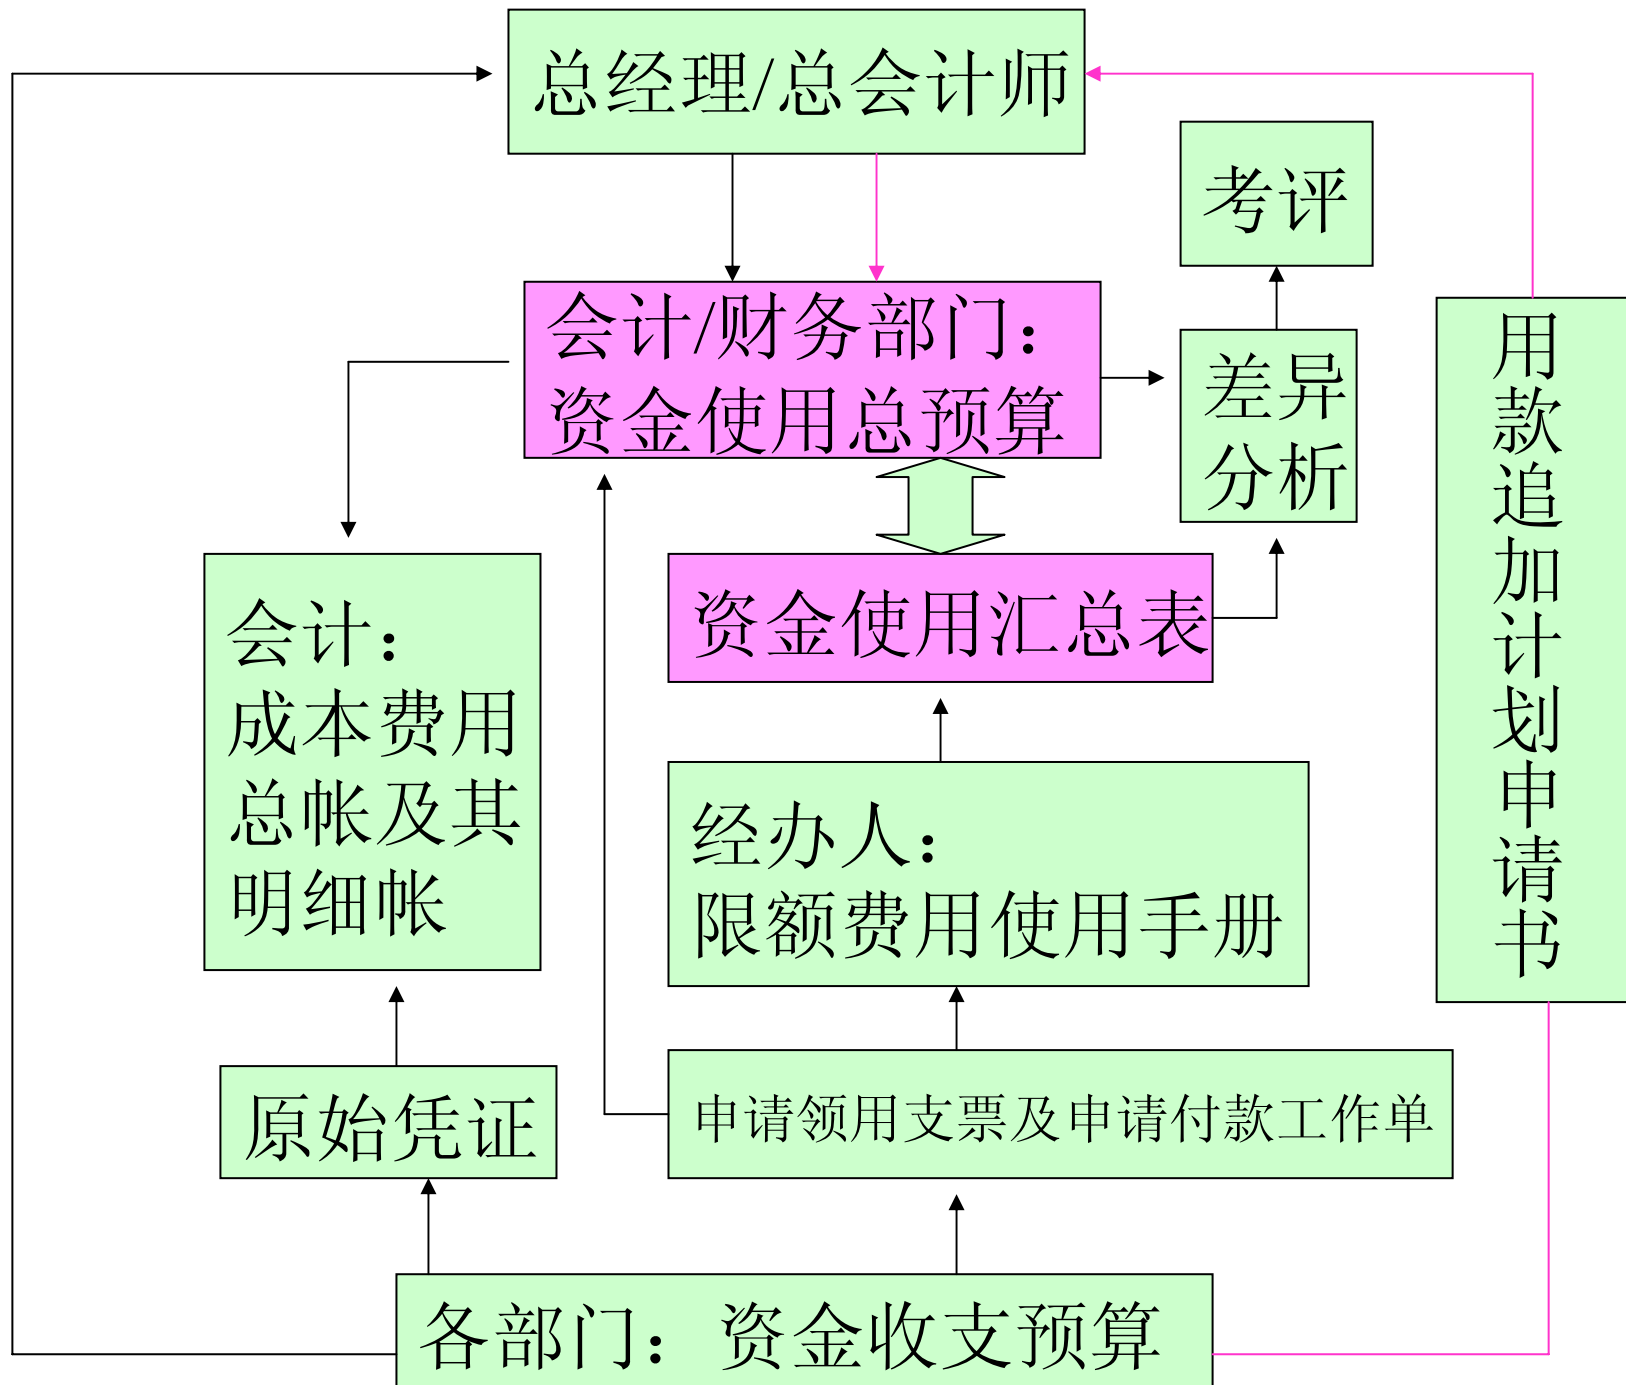 总经理/总会计师
考评
会计/财务部门：
资金使用总预算
差异
分析
用款追加计划申请书
资金使用汇总表
会计：
成本费用
总帐及其
明细帐
经办人：
限额费用使用手册
原始凭证
申请领用支票及申请付款工作单
各部门：资金收支预算